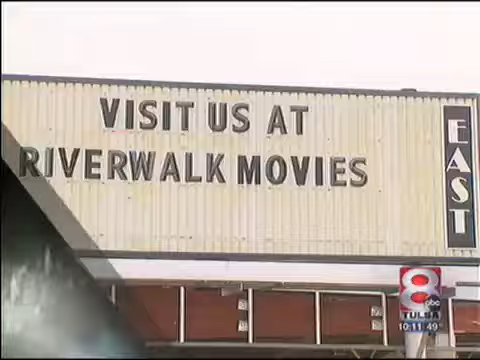 VISIT US AT
RIVERWALK MOVIES
EAST
8
abc
TULSA
10:11 49°